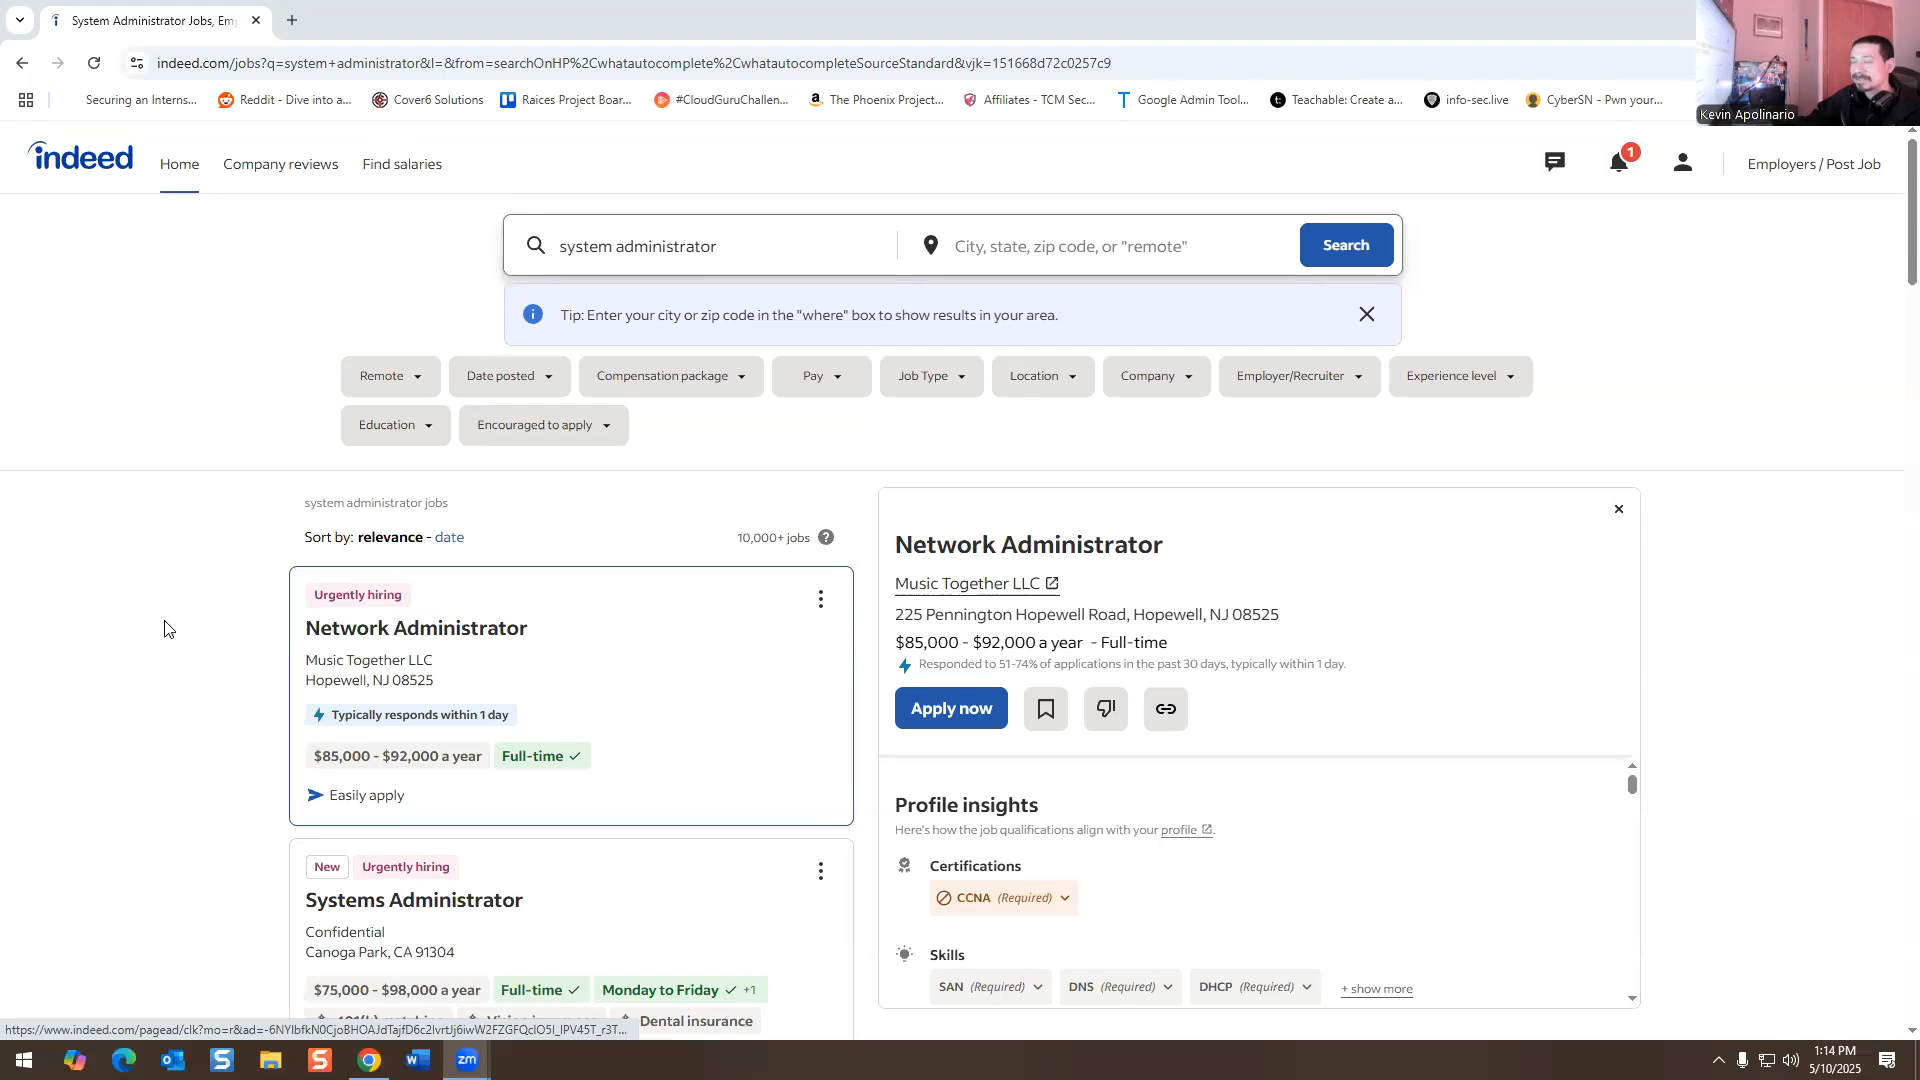 System Administrator Jobs, Em
indeed.com/jobs?q=system+administrator&l=&from=searchOnHP%2Cwhatautocomplete%2CwhatautocompleteSourceStandard&vjk=151668d72c0257c9
Securing an Interns...
Reddit - Dive into a...
Cover6 Solutions
Raices Project Boar...
#CloudGuruChallen...
The Phoenix Project...
Affiliates - TCM Sec...
Google Admin Tool...
Teachable: Create a...
info-sec.live
CyberSN - Pwn your...
Kevin Apolinario
indeed
Home
Company reviews
Find salaries
1
Employers / Post Job
system administrator
City, state, zip code, or "remote"
Search
Tip: Enter your city or zip code in the "where" box to show results in your area.
Remote
Date posted
Compensation package
Pay
Job Type
Location
Company
Employer/Recruiter
Experience level
Education
Encouraged to apply
system administrator jobs
Sort by: relevance - date
10,000+ jobs
Urgently hiring
Network Administrator
Music Together LLC
Hopewell, NJ 08525
Typically responds within 1 day
$85,000 - $92,000 a year
Full-time
Easily apply
New
Urgently hiring
Systems Administrator
Confidential
Canoga Park, CA 91304
$75,000 - $98,000 a year
Full-time
Monday to Friday
+1
Dental insurance
Network Administrator
Music Together LLC
225 Pennington Hopewell Road, Hopewell, NJ 08525
$85,000 - $92,000 a year - Full-time
Responded to 51-74% of applications in the past 30 days, typically within 1 day.
Apply now
Profile insights
Here's how the job qualifications align with your profile.
Certifications
CCNA (Required)
Skills
SAN (Required)
DNS (Required)
DHCP (Required)
+ show more
zm
1:14 PM
5/10/2025